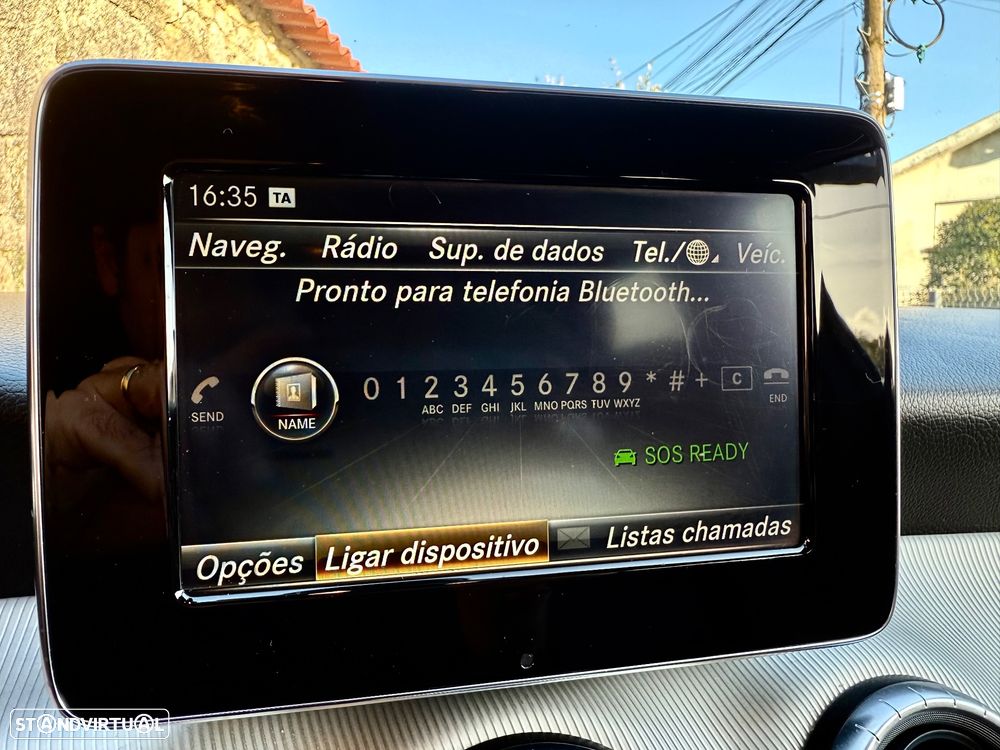 16:35 TA
Naveg. Rádio Sup. de dados Tel./ Veíc.
Pronto para telefonia Bluetooth...
SEND NAME 0 1 2 3 4 5 6 7 8 9 * # + C END
ABC DEF GHI JKL MNO PQRS TUV WXYZ
SOS READY
Opções Ligar dispositivo Listas chamadas
STANDVIRTUAL